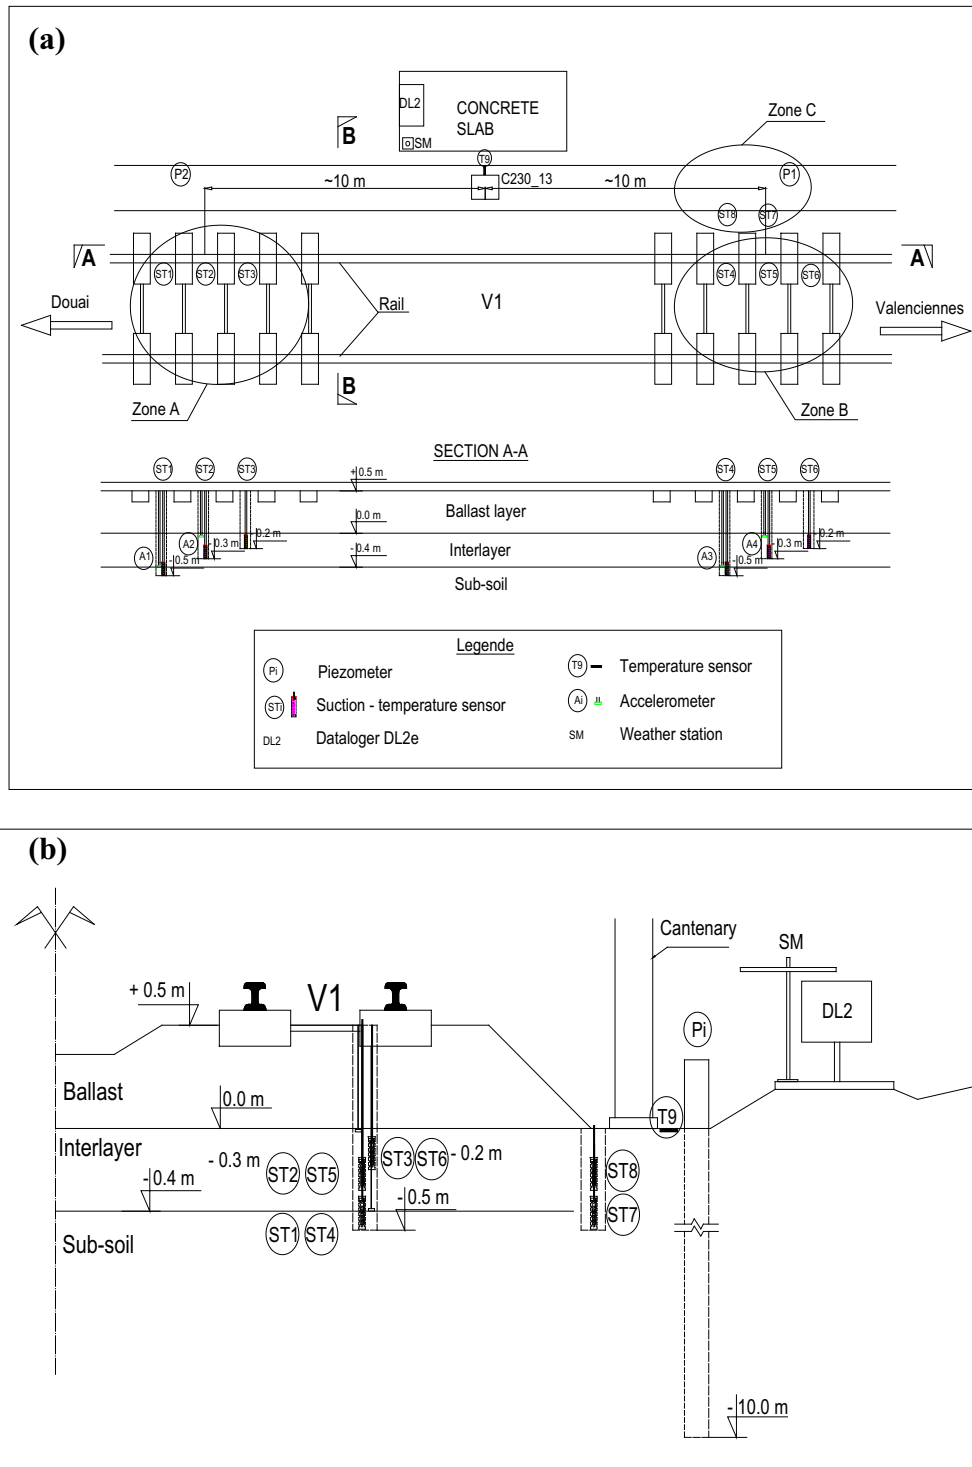 (a)
DL2
CONCRETE
SLAB
SM
Zone C
B
T9
P2
P1
~10 m
C230_13
~10 m
ST8
ST7
A
A
ST1
ST2
ST3
ST4
ST5
ST6
Douai
Rail
V1
Valenciennes
B
Zone A
Zone B
SECTION A-A
ST1
ST2
ST3
+0.5 m
ST4
ST5
ST6
Ballast layer
0.0 m
- 0.2 m
- 0.2 m
A2
- 0.3 m
A4
- 0.3 m
Interlayer
A1
- 0.4 m
A3
- 0.5 m
- 0.5 m
Sub-soil
Legende
Pi
Piezometer
T9
Temperature sensor
STi
Suction - temperature sensor
Ai
Accelerometer
DL2
Dataloger DL2e
SM
Weather station
(b)
Cantenary
SM
+ 0.5 m
V1
DL2
Pi
Ballast
0.0 m
T9
Interlayer
- 0.3 m
ST2
ST5
ST3
ST6
- 0.2 m
ST8
- 0.4 m
- 0.5 m
ST7
Sub-soil
ST1
ST4
- 10.0 m